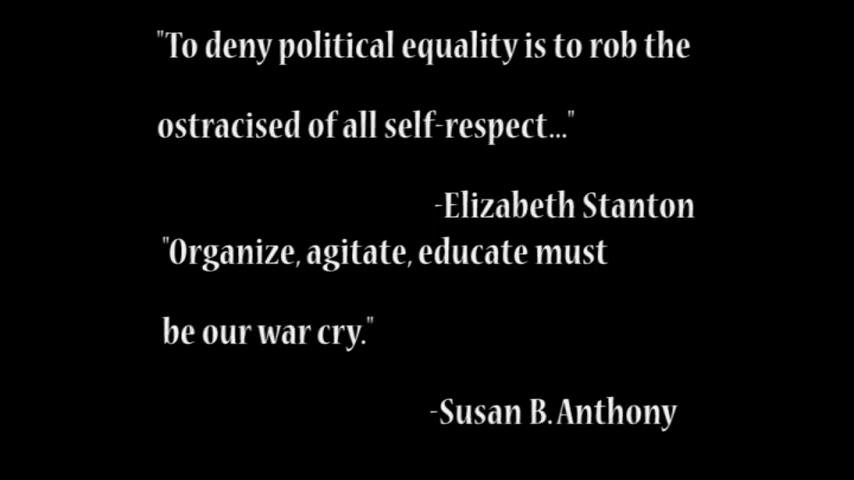 "To deny political equality is to rob the
ostracised of all self-respect..."
-Elizabeth Stanton
"Organize, agitate, educate must
be our war cry."
-Susan B. Anthony